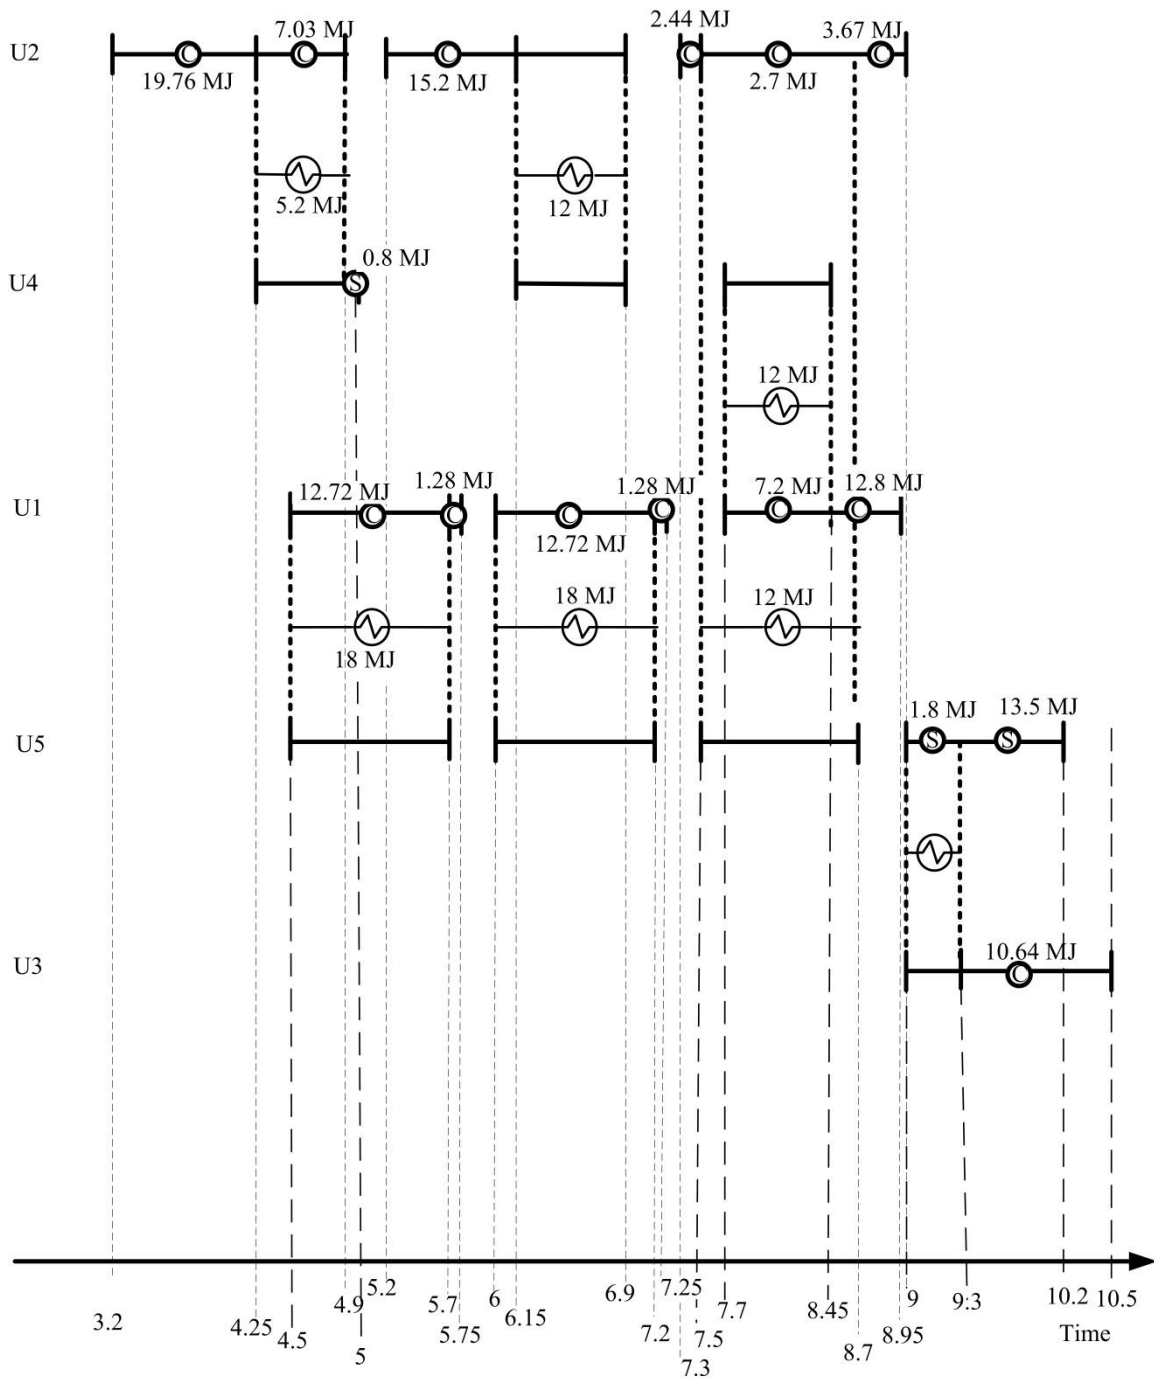 2.44 MJ
7.03 MJ
3.67 MJ
U2
C
C
C
C
C
C
19.76 MJ
15.2 MJ
2.7 MJ
5.2 MJ
12 MJ
0.8 MJ
U4
S
12 MJ
12.72 MJ
1.28 MJ
1.28 MJ
7.2 MJ
12.8 MJ
U1
C
C
C
C
C
C
12.72 MJ
18 MJ
12 MJ
18 MJ
1.8 MJ
13.5 MJ
U5
S
S
10.64 MJ
U3
C
3.2
4.25
4.5
4.9
5
5.2
5.7
5.75
6
6.15
6.9
7.2
7.25
7.3
7.5
7.7
8.45
8.7
8.95
9
9:3
10.2
10.5
Time